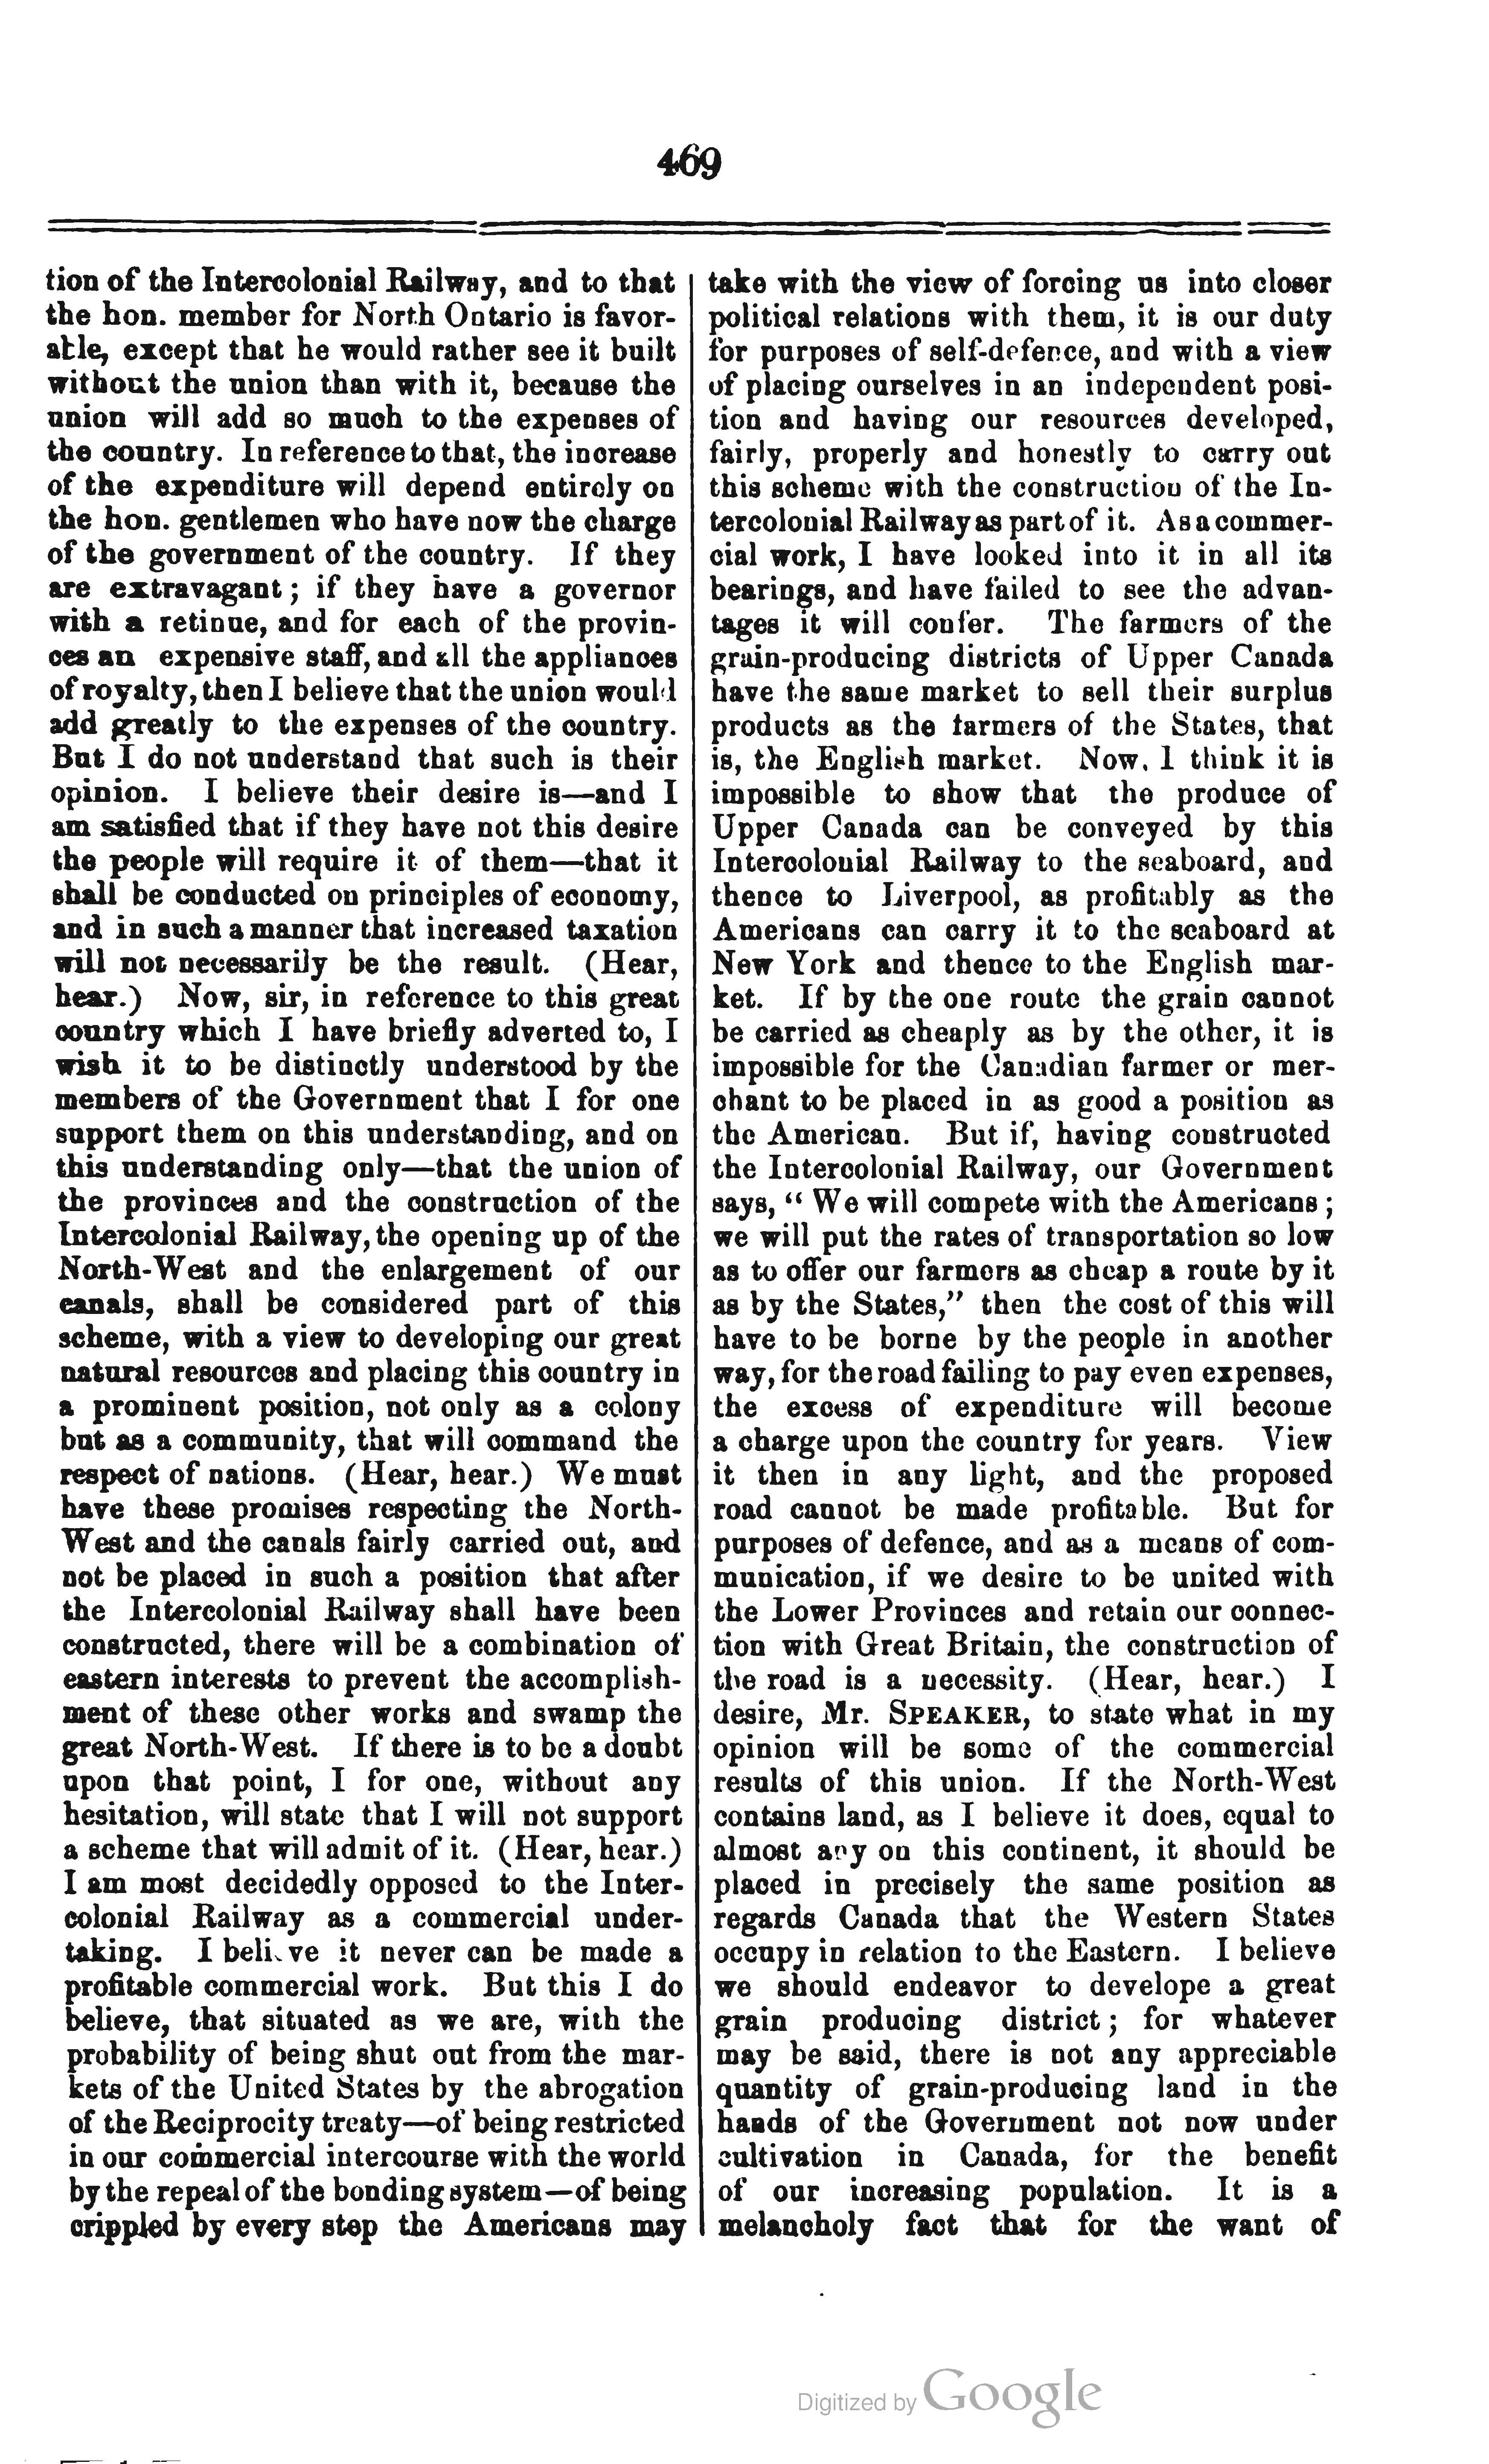 469
tion of the Intercolonial Railway, and to that
the hon. member for North Ontario is favor-
able, except that he would rather see it built
without the union than with it, because the
union will add so much to the expenses of
the country. In reference to that, the increase
of the expenditure will depend entirely on
the hon. gentlemen who have now the charge
of the government of the country. If they
are extravagant; if they have a governor
with a retinue, and for each of the provin-
ces an expensive staff, and all the appliances
of royalty, then I believe that the union would
add greatly to the expenses of the country.
But I do not understand that such is their
opinion. I believe their desire is—and I
am satisfied that if they have not this desire
the people will require it of them—that it
shall be conducted on principles of economy,
and in such a manner that increased taxation
will not necessarily be the result. (Hear,
hear.) Now, sir, in reference to this great
country which I have briefly adverted to, I
wish it to be distinctly understood by the
members of the Government that I for one
support them on this understanding, and on
this understanding only—that the union of
the provinces and the construction of the
Intercolonial Railway, the opening up of the
North-West and the enlargement of our
canals, shall be considered part of this
scheme, with a view to developing our great
natural resources and placing this country in
a prominent position, not only as a colony
but as a community, that will command the
respect of nations. (Hear, hear.) We must
have these promises respecting the North-
West and the canals fairly carried out, and
not be placed in such a position that after
the Intercolonial Railway shall have been
constructed, there will be a combination of
eastern interests to prevent the accomplish-
ment of these other works and swamp the
great North-West. If there is to be a doubt
upon that point, I for one, without any
hesitation, will state that I will not support
a scheme that will admit of it. (Hear, hear.)
I am most decidedly opposed to the Inter-
colonial Railway as a commercial under-
taking. I believe it never can be made a
profitable commercial work. But this I do
believe, that situated as we are, with the
probability of being shut out from the mar-
kets of the United States by the abrogation
of the Reciprocity treaty—of being restricted
in our commercial intercourse with the world
by the repeal of the bonding system—of being
crippled by every step the Americans may
take with the view of forcing us into closer
political relations with them, it is our duty
for purposes of self-defence, and with a view
of placing ourselves in an independent posi-
tion and having our resources developed,
fairly, properly and honestly to carry out
this scheme with the construction of the In-
tercolonial Railway as part of it. As a commer-
cial work, I have looked into it in all its
bearings, and have failed to see the advan-
tages it will confer. The farmers of the
grain-producing districts of Upper Canada
have the same market to sell their surplus
products as the farmers of the States, that
is, the English market. Now, I think it is
impossible to show that the produce of
Upper Canada can be conveyed by this
Intercolonial Railway to the seaboard, and
thence to Liverpool, as profitably as the
Americans can carry it to the seaboard at
New York and thence to the English mar-
ket. If by the one route the grain cannot
be carried as cheaply as by the other, it is
impossible for the Canadian farmer or mer-
chant to be placed in as good a position as
the American. But if, having constructed
the Intercolonial Railway, our Government
says, "We will compete with the Americans;
we will put the rates of transportation so low
as to offer our farmers as cheap a route by it
as by the States," then the cost of this will
have to be borne by the people in another
way, for the road failing to pay even expenses,
the excess of expenditure will become
a charge upon the country for years. View
it then in any light, and the proposed
road cannot be made profitable. But for
purposes of defence, and as a means of com-
munication, if we desire to be united with
the Lower Provinces and retain our connec-
tion with Great Britain, the construction of
the road is a necessity. (Hear, hear.) I
desire, Mr. SPEAKER, to state what in my
opinion will be some of the commercial
results of this union. If the North-West
contains land, as I believe it does, equal to
almost any on this continent, it should be
placed in precisely the same position as
regards Canada that the Western States
occupy in relation to the Eastern. I believe
we should endeavor to develope a great
grain producing district; for whatever
may be said, there is not any appreciable
quantity of grain-producing land in the
hands of the Government not now under
cultivation in Canada, for the benefit
of our increasing population. It is a
melancholy fact that for the want of
Digitized by Google